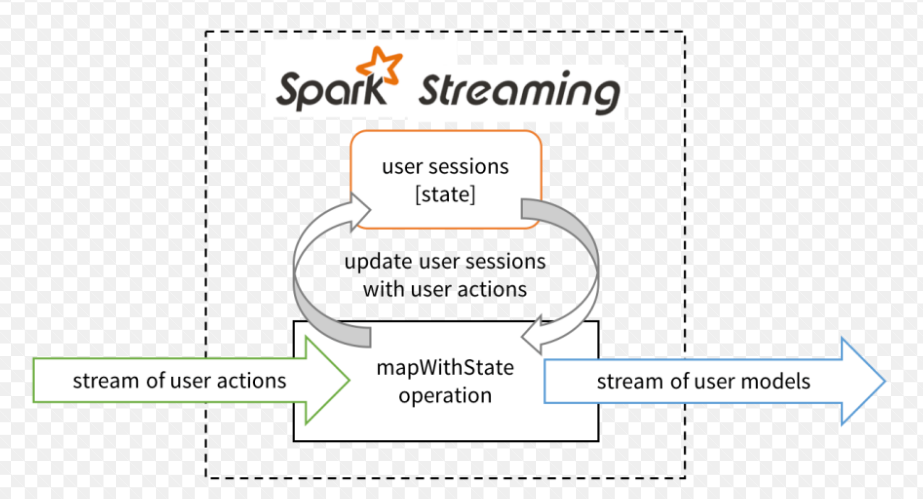 Spark Streaming
user sessions
[state]
update user sessions
with user actions
mapWithState
operation
stream of user actions
stream of user models